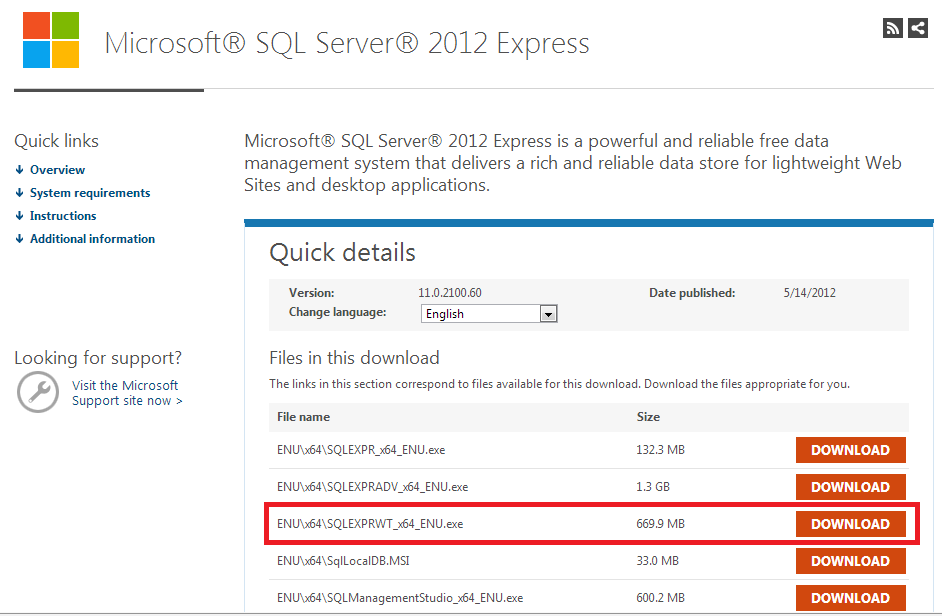 Microsoft® SQL Server® 2012 Express
Quick links
Overview
System requirements
Instructions
Additional information
Looking for support?
Visit the Microsoft
Support site now >
Microsoft® SQL Server® 2012 Express is a powerful and reliable free data
management system that delivers a rich and reliable data store for lightweight Web
Sites and desktop applications.
Quick details
Version: 11.0.2100.60 Date published: 5/14/2012
Change language: English
Files in this download
The links in this section correspond to files available for this download. Download the files appropriate for you.
File name Size
ENU\x64\SQLEXPR_x64_ENU.exe 132.3 MB DOWNLOAD
ENU\x64\SQLEXPRADV_x64_ENU.exe 1.3 GB DOWNLOAD
ENU\x64\SQLEXPRWT_x64_ENU.exe 669.9 MB DOWNLOAD
ENU\x64\SqlLocalDB.MSI 33.0 MB DOWNLOAD
ENU\x64\SQLManagementStudio_x64_ENU.exe 600.2 MB DOWNLOAD